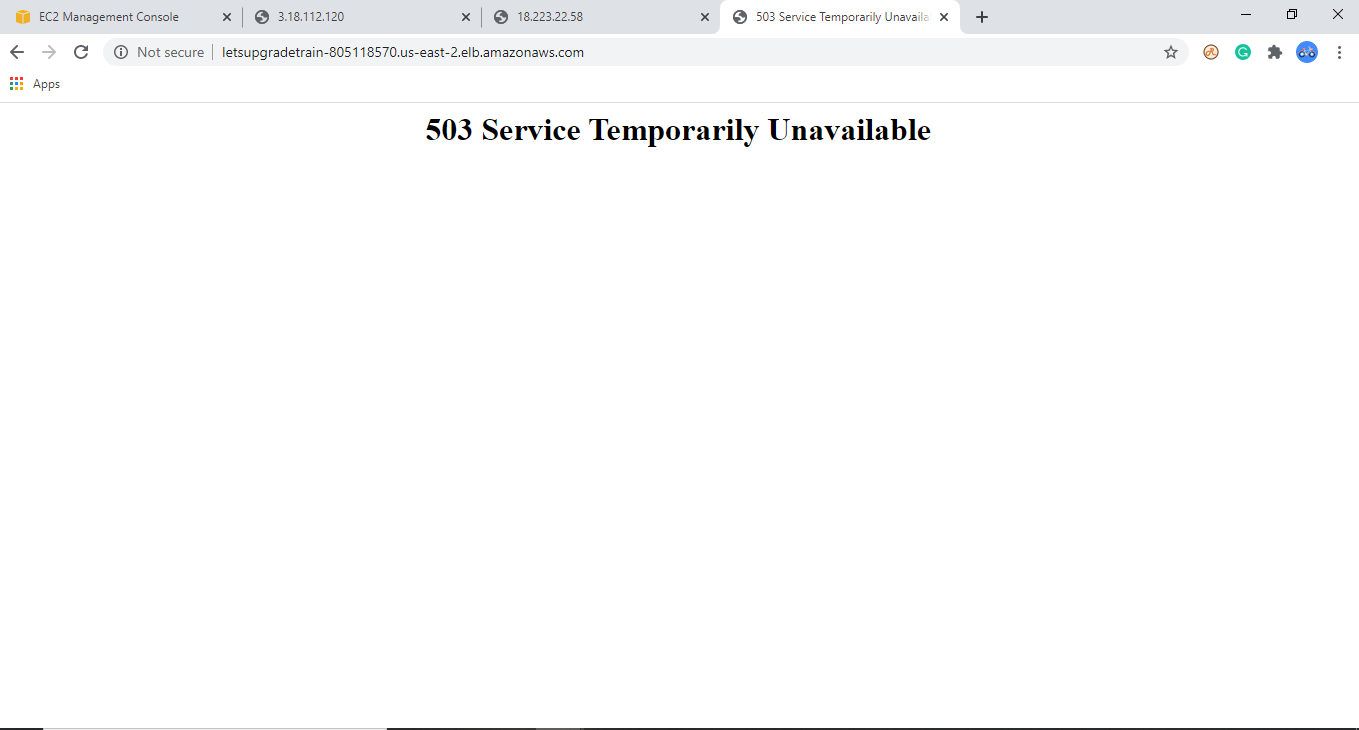 EC2 Management Console
3.18.112.120
18.223.22.58
503 Service Temporarily Unavaila
Not secure
letsupgradetrain-805118570.us-east-2.elb.amazonaws.com
Apps
503 Service Temporarily Unavailable